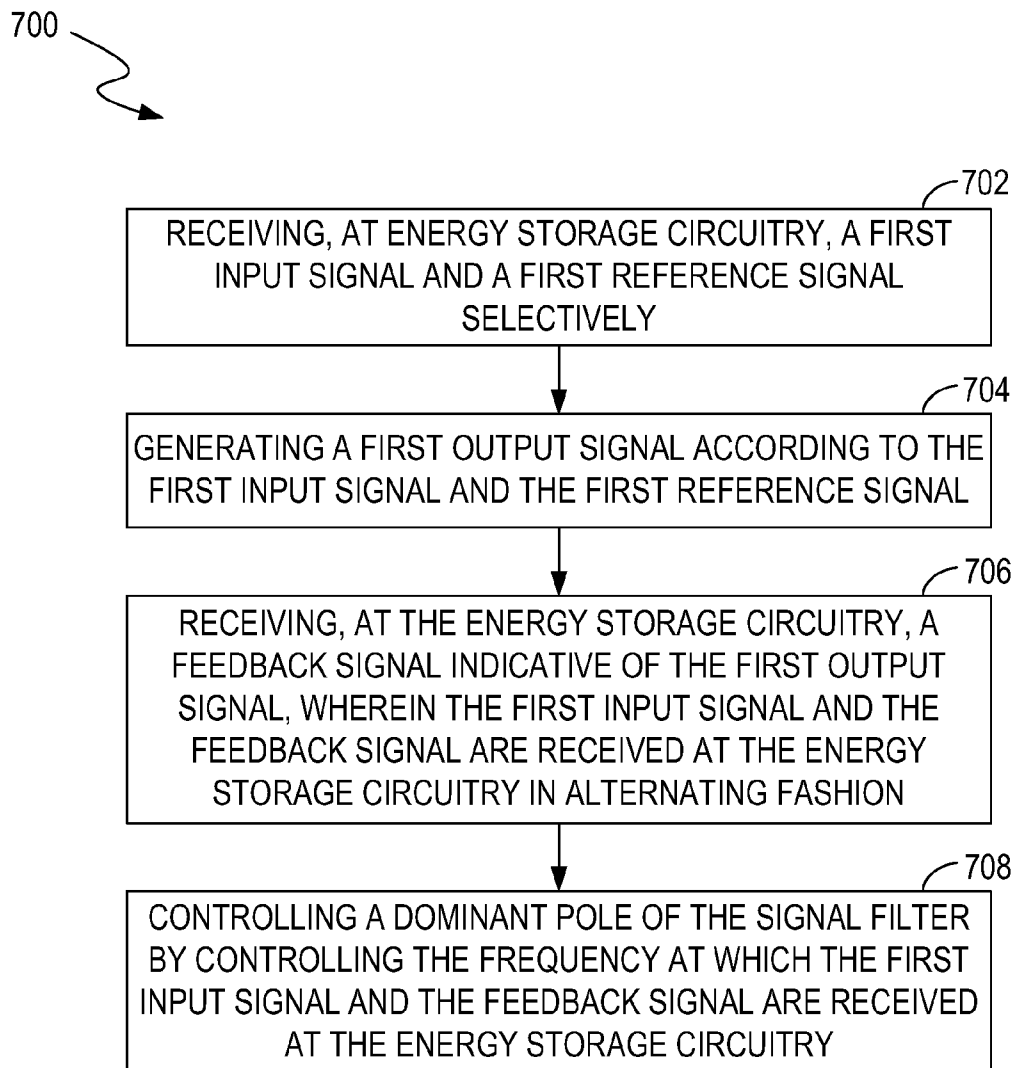 700
702
RECEIVING, AT ENERGY STORAGE CIRCUITRY, A FIRST
INPUT SIGNAL AND A FIRST REFERENCE SIGNAL
SELECTIVELY
704
GENERATING A FIRST OUTPUT SIGNAL ACCORDING TO THE
FIRST INPUT SIGNAL AND THE FIRST REFERENCE SIGNAL
706
RECEIVING, AT THE ENERGY STORAGE CIRCUITRY, A
FEEDBACK SIGNAL INDICATIVE OF THE FIRST OUTPUT
SIGNAL, WHEREIN THE FIRST INPUT SIGNAL AND THE
FEEDBACK SIGNAL ARE RECEIVED AT THE ENERGY
STORAGE CIRCUITRY IN ALTERNATING FASHION
708
CONTROLLING A DOMINANT POLE OF THE SIGNAL FILTER
BY CONTROLLING THE FREQUENCY AT WHICH THE FIRST
INPUT SIGNAL AND THE FEEDBACK SIGNAL ARE RECEIVED
AT THE ENERGY STORAGE CIRCUITRY